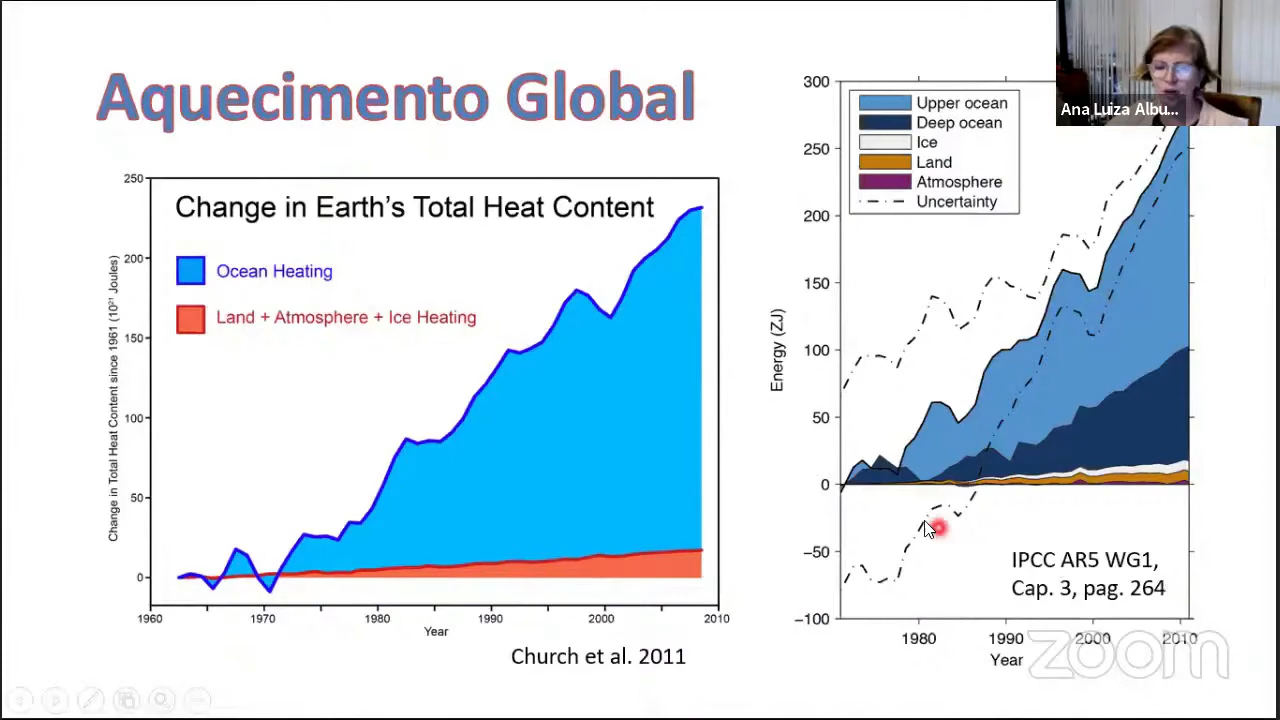 Aquecimento Global
Change in Earth's Total Heat Content
Ocean Heating
Land + Atmosphere + Ice Heating
Change in Total Heat Content since 1961 (10²¹ Joules)
250
200
150
100
50
0
1960
1970
1980
1990
2000
2010
Year
Church et al. 2011
Upper ocean
Deep ocean
Ice
Land
Atmosphere
Uncertainty
Energy (ZJ)
300
250
200
150
100
50
0
−50
−100
1980
1990
2000
2010
Year
IPCC AR5 WG1,
Cap. 3, pag. 264
Ana Luiza Albu...
zoom